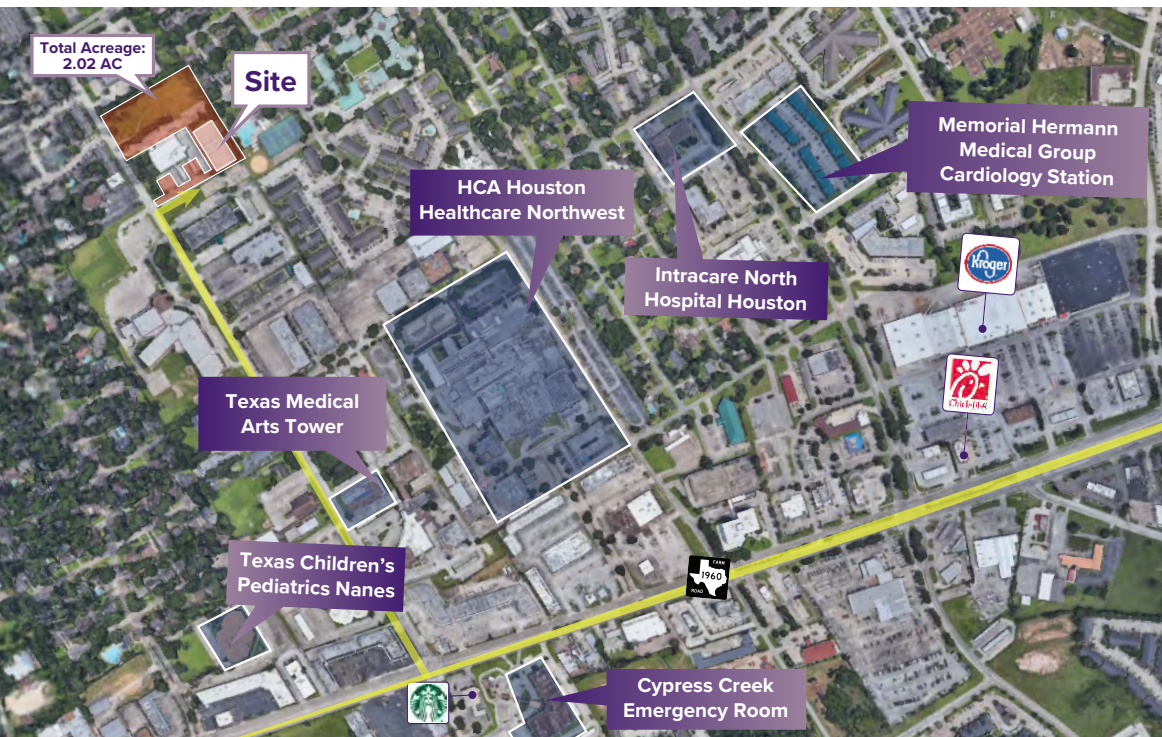 Total Acreage:
2.02 AC
Site
Memorial Hermann
Medical Group
Cardiology Station
HCA Houston
Healthcare Northwest
Intracare North
Hospital Houston
Kroger
Chick-fil-A
Texas Medical
Arts Tower
Texas Children's
Pediatrics Nanes
FARM
1960
ROAD
Cypress Creek
Emergency Room